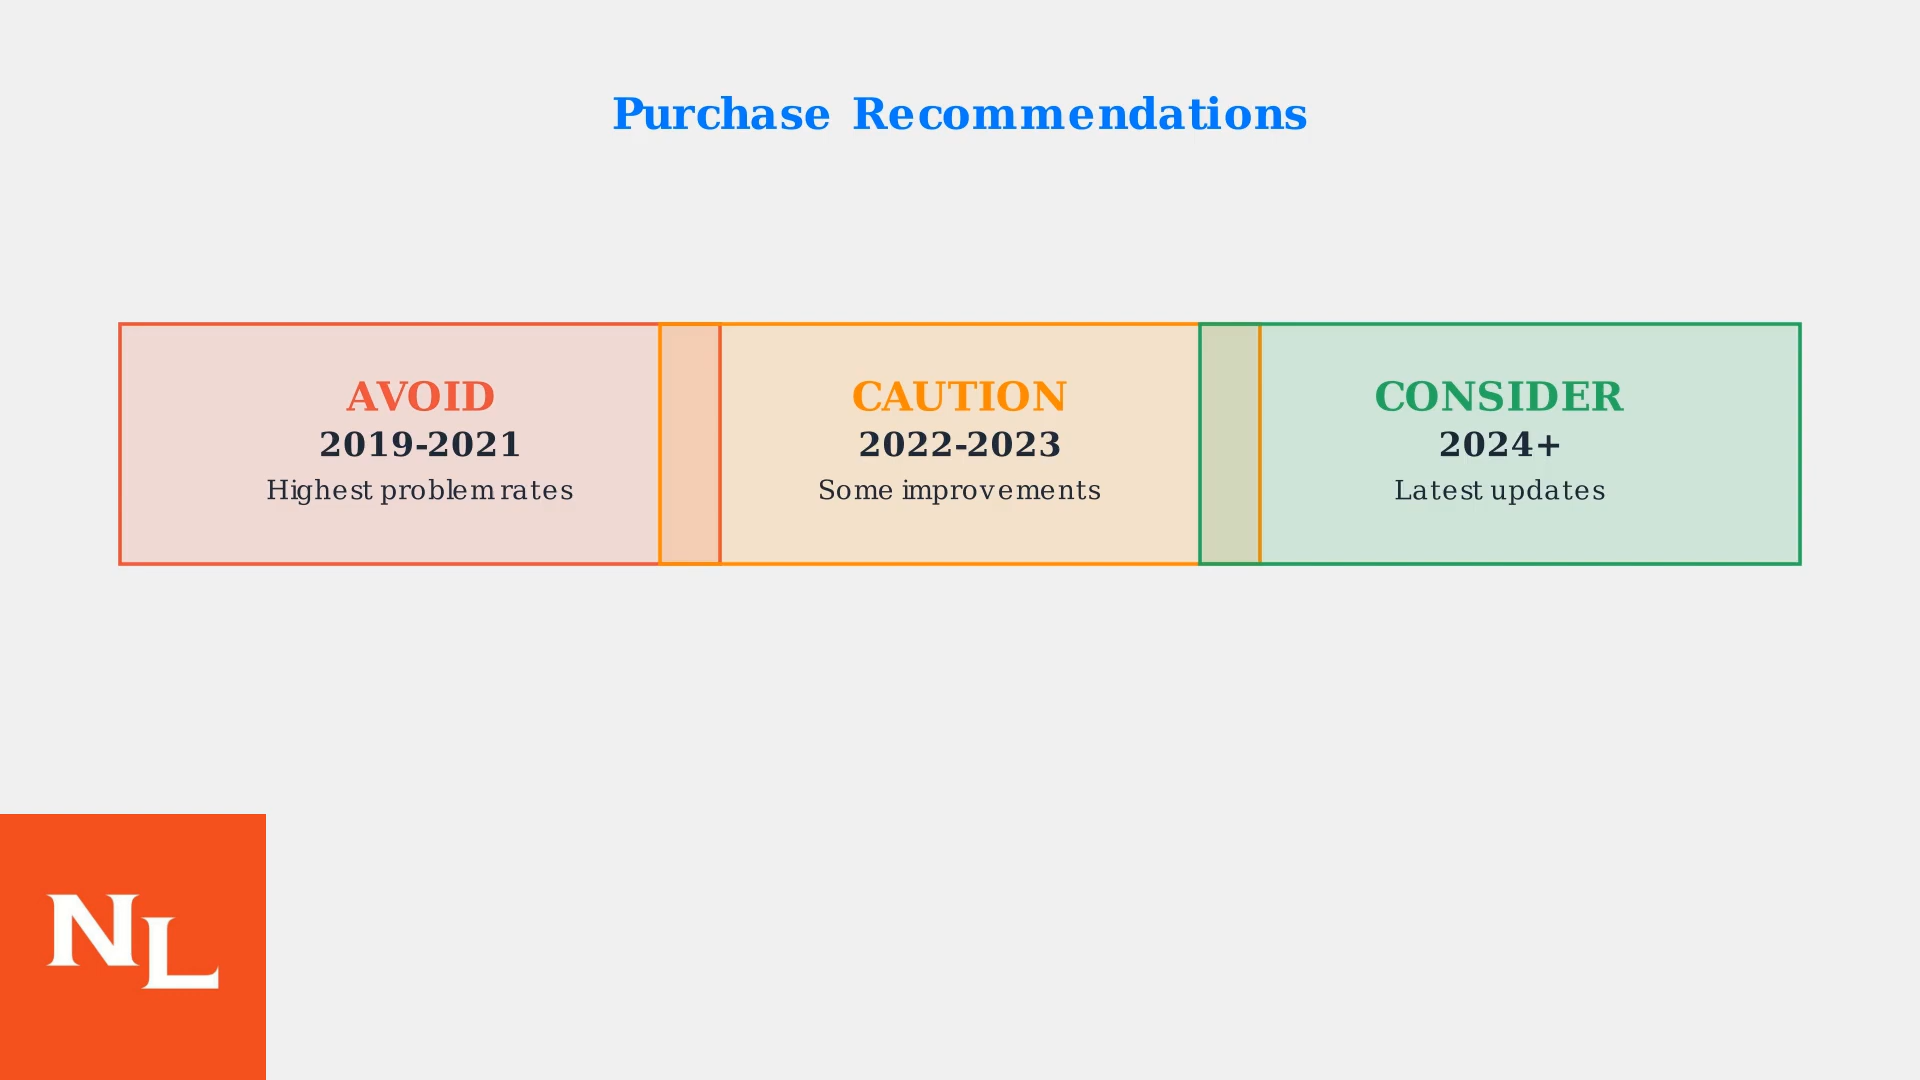 Purchase Recommendations
AVOID
2019-2021
Highest problem rates
CAUTION
2022-2023
Some improvements
CONSIDER
2024+
Latest updates
NL